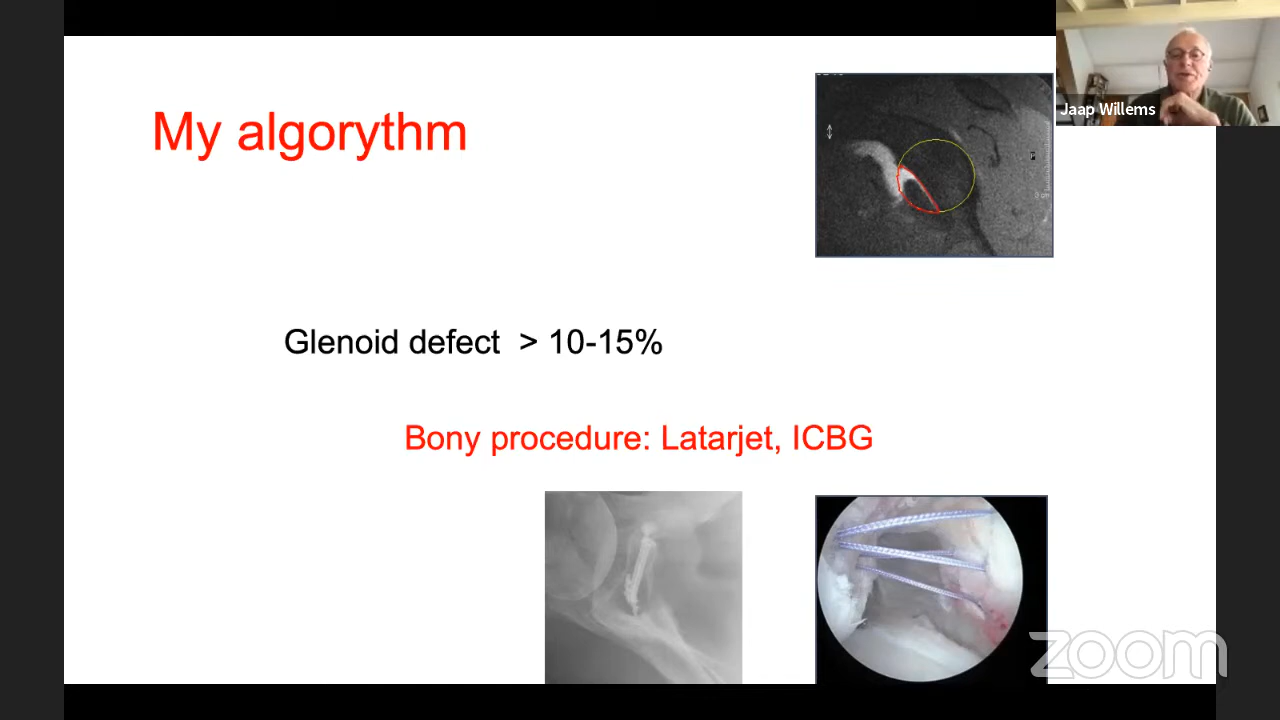 My algorythm
Jaap Willems
Glenoid defect > 10-15%
Bony procedure: Latarjet, ICBG
zoom